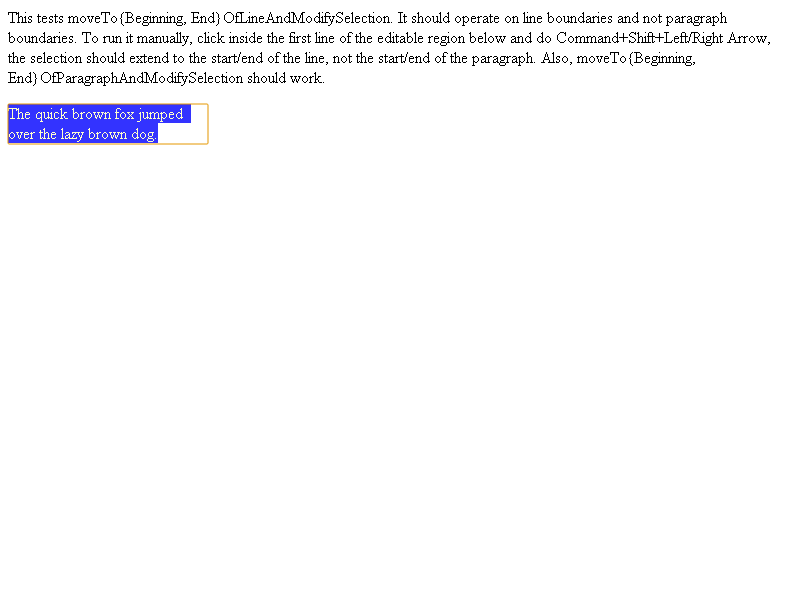 This tests moveTo{Beginning, End}OfLineAndModifySelection. It should operate on line boundaries and not paragraph
boundaries. To run it manually, click inside the first line of the editable region below and do Command+Shift+Left/Right Arrow,
the selection should extend to the start/end of the line, not the start/end of the paragraph. Also, moveTo{Beginning,
End}OfParagraphAndModifySelection should work.
The quick brown fox jumped
over the lazy brown dog.